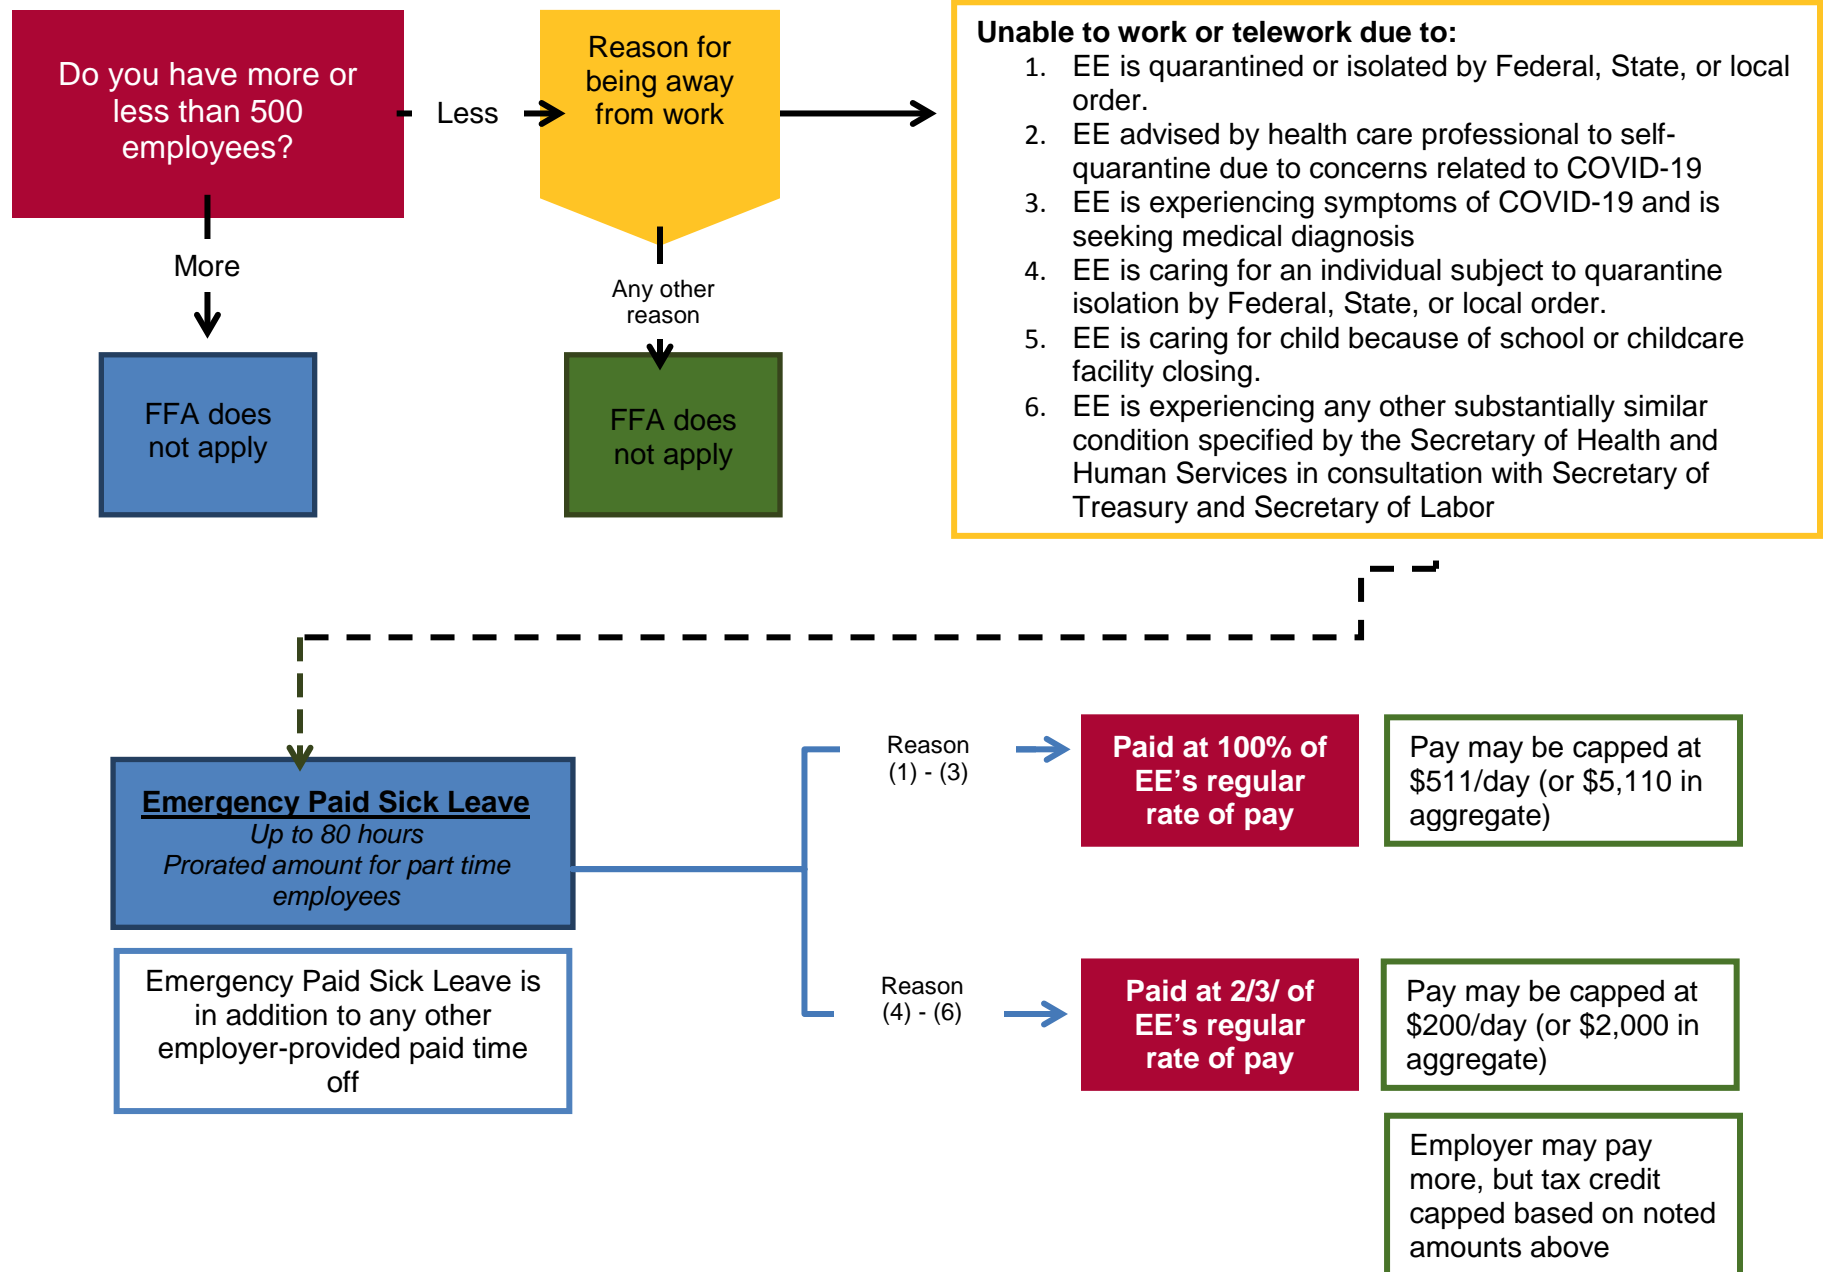 Do you have more or
less than 500
employees?
Less
More
FFA does
not apply
Reason for
being away
from work
Any other
reason
FFA does
not apply
Unable to work or telework due to:
1. EE is quarantined or isolated by Federal, State, or local
order.
2. EE advised by health care professional to self-
quarantine due to concerns related to COVID-19
3. EE is experiencing symptoms of COVID-19 and is
seeking medical diagnosis
4. EE is caring for an individual subject to quarantine
isolation by Federal, State, or local order.
5. EE is caring for child because of school or childcare
facility closing.
6. EE is experiencing any other substantially similar
condition specified by the Secretary of Health and
Human Services in consultation with Secretary of
Treasury and Secretary of Labor
Emergency Paid Sick Leave
Up to 80 hours
Prorated amount for part time
employees
Emergency Paid Sick Leave is
in addition to any other
employer-provided paid time
off
Reason
(1) - (3)
Paid at 100% of
EE's regular
rate of pay
Pay may be capped at
$511/day (or $5,110 in
aggregate)
Reason
(4) - (6)
Paid at 2/3/ of
EE's regular
rate of pay
Pay may be capped at
$200/day (or $2,000 in
aggregate)
Employer may pay
more, but tax credit
capped based on noted
amounts above